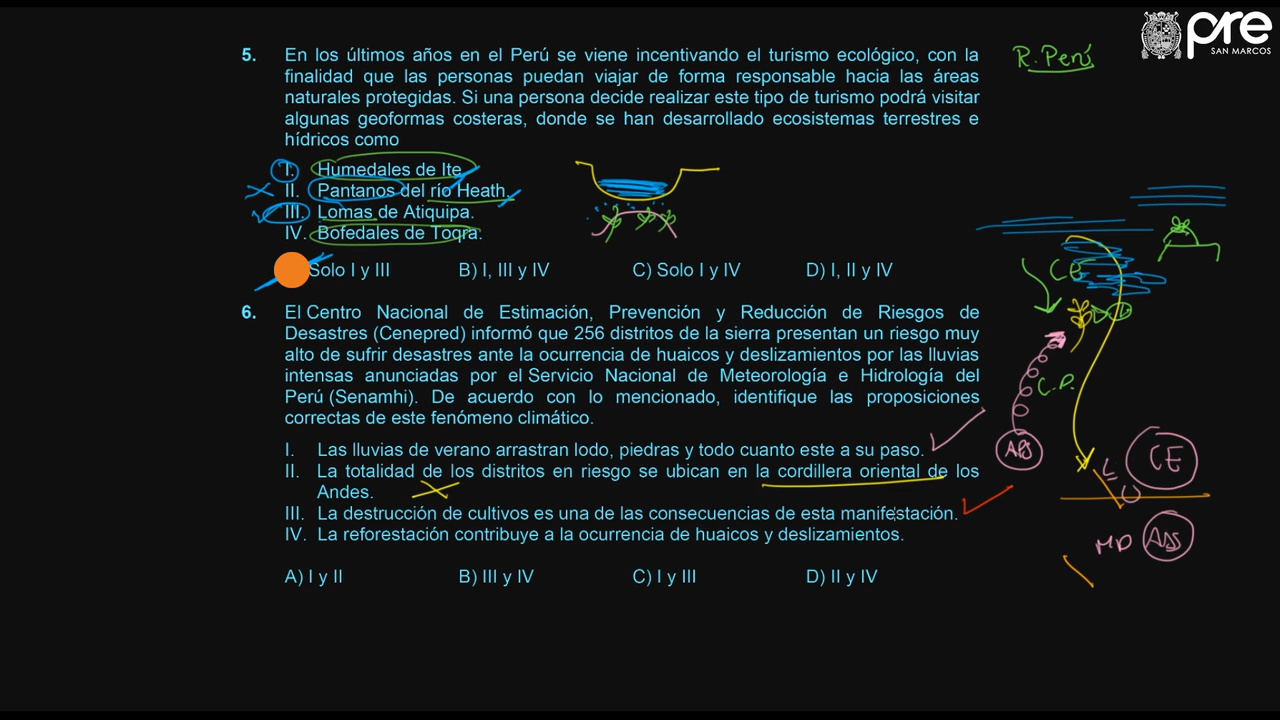 pre
SAN MARCOS
R. Perú
5. En los últimos años en el Perú se viene incentivando el turismo ecológico, con la
finalidad que las personas puedan viajar de forma responsable hacia las áreas
naturales protegidas. Si una persona decide realizar este tipo de turismo podrá visitar
algunas geoformas costeras, donde se han desarrollado ecosistemas terrestres e
hídricos como
I. Humedales de Ite.
II. Pantanos del río Heath.
III. Lomas de Atiquipa.
IV. Bofedales de Toqra.
Solo I y III B) I, III y IV C) Solo I y IV D) I, II y IV
6. El Centro Nacional de Estimación, Prevención y Reducción de Riesgos de
Desastres (Cenepred) informó que 256 distritos de la sierra presentan un riesgo muy
alto de sufrir desastres ante la ocurrencia de huaicos y deslizamientos por las lluvias
intensas anunciadas por el Servicio Nacional de Meteorología e Hidrología del
Perú (Senamhi). De acuerdo con lo mencionado, identifique las proposiciones
correctas de este fenómeno climático.
I. Las lluvias de verano arrastran lodo, piedras y todo cuanto este a su paso.
II. La totalidad de los distritos en riesgo se ubican en la cordillera oriental de los
Andes.
III. La destrucción de cultivos es una de las consecuencias de esta manifestación.
IV. La reforestación contribuye a la ocurrencia de huaicos y deslizamientos.
A) I y II B) III y IV C) I y III D) II y IV
CE
C.P.
CE